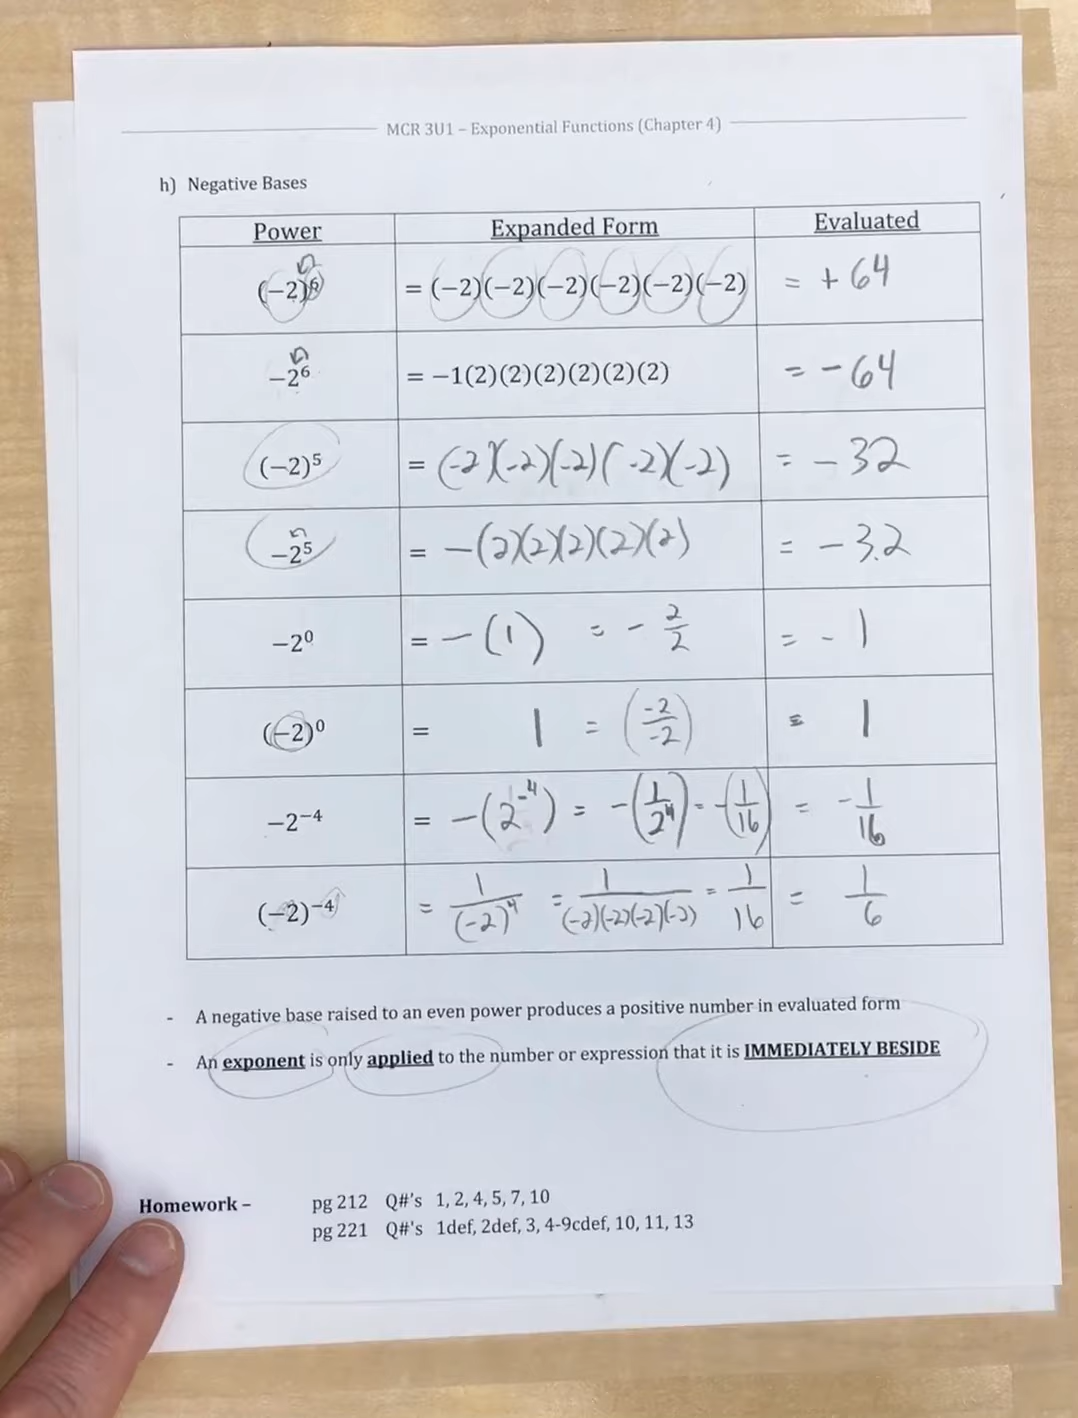 MCR 3U1 – Exponential Functions (Chapter 4)
h) Negative Bases
Power Expanded Form Evaluated
(−2)⁶ = (−2)(−2)(−2)(−2)(−2)(−2) = + 64
−2⁶ = −1(2)(2)(2)(2)(2)(2) = - 64
(−2)⁵ = (-2)(-2)(-2)(-2)(-2) = - 32
−2⁵ = -(2)(2)(2)(2)(2) = - 32
−2⁰ = -(1) = - 2/2 = - 1
(−2)⁰ = 1 = (-2/-2) = 1
−2⁻⁴ = -(2⁻⁴) = -(1/2⁴) = -(1/16) = - 1/16
(−2)⁻⁴ = 1/(-2)⁴ = 1/(-2)(-2)(-2)(-2) = 1/16 = 1/6
- A negative base raised to an even power produces a positive number in evaluated form
- An exponent is only applied to the number or expression that it is IMMEDIATELY BESIDE
Homework – pg 212 Q#'s 1, 2, 4, 5, 7, 10
pg 221 Q#'s 1def, 2def, 3, 4-9cdef, 10, 11, 13